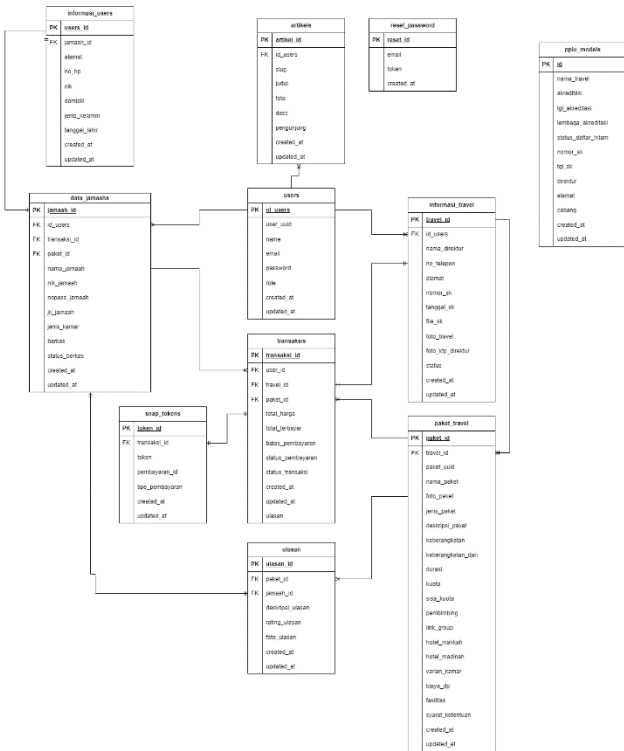 informasi_users
PK users_id
FK jamaah_id
alamat
no_hp
nik
domisili
jenis_kelamin
tanggal_lahir
created_at
updated_at
artikels
PK artikel_id
FK id_users
slug
judul
foto
desc
pengunjung
created_at
updated_at
reset_password
PK reset_id
email
token
created_at
ppiu_models
PK id
nama_travel
akreditasi
tgl_akreditasi
lembaga_akreditasi
status_daftar_hitam
nomor_sk
tgl_sk
direktur
alamat
cabang
created_at
updated_at
data_jamaahs
PK jamaah_id
FK id_users
FK transaksi_id
FK paket_id
nama_jamaah
nik_jamaah
nopass_jamaah
jk_jamaah
jenis_kamar
berkas
status_berkas
created_at
updated_at
users
PK id_users
user_uuid
name
email
password
role
created_at
updated_at
informasi_travel
PK travel_id
FK id_users
nama_direktur
no_telepon
alamat
nomor_sk
tanggal_sk
file_sk
foto_travel
foto_ktp_direktur
status
created_at
updated_at
transaksis
PK transaksi_id
FK user_id
FK travel_id
FK paket_id
total_harga
total_terbayar
batas_pembayaran
status_pembayaran
status_transaksi
created_at
updated_at
ulasan
snap_tokens
PK token_id
FK transaksi_id
token
pembayaran_id
tipe_pembayaran
created_at
updated_at
paket_travel
PK paket_id
FK travel_id
paket_uuid
nama_paket
foto_paket
jenis_paket
deskripsi_paket
keberangkatan
keberangkatan_dari
durasi
kuota
sisa_kuota
pembimbing
link_group
hotel_makkah
hotel_madinah
varian_kamar
biaya_dp
fasilitas
syarat_ketentuan
created_at
updated_at
ulasan
PK ulasan_id
FK paket_id
FK jamaah_id
deskripsi_ulasan
rating_ulasan
foto_ulasan
created_at
updated_at